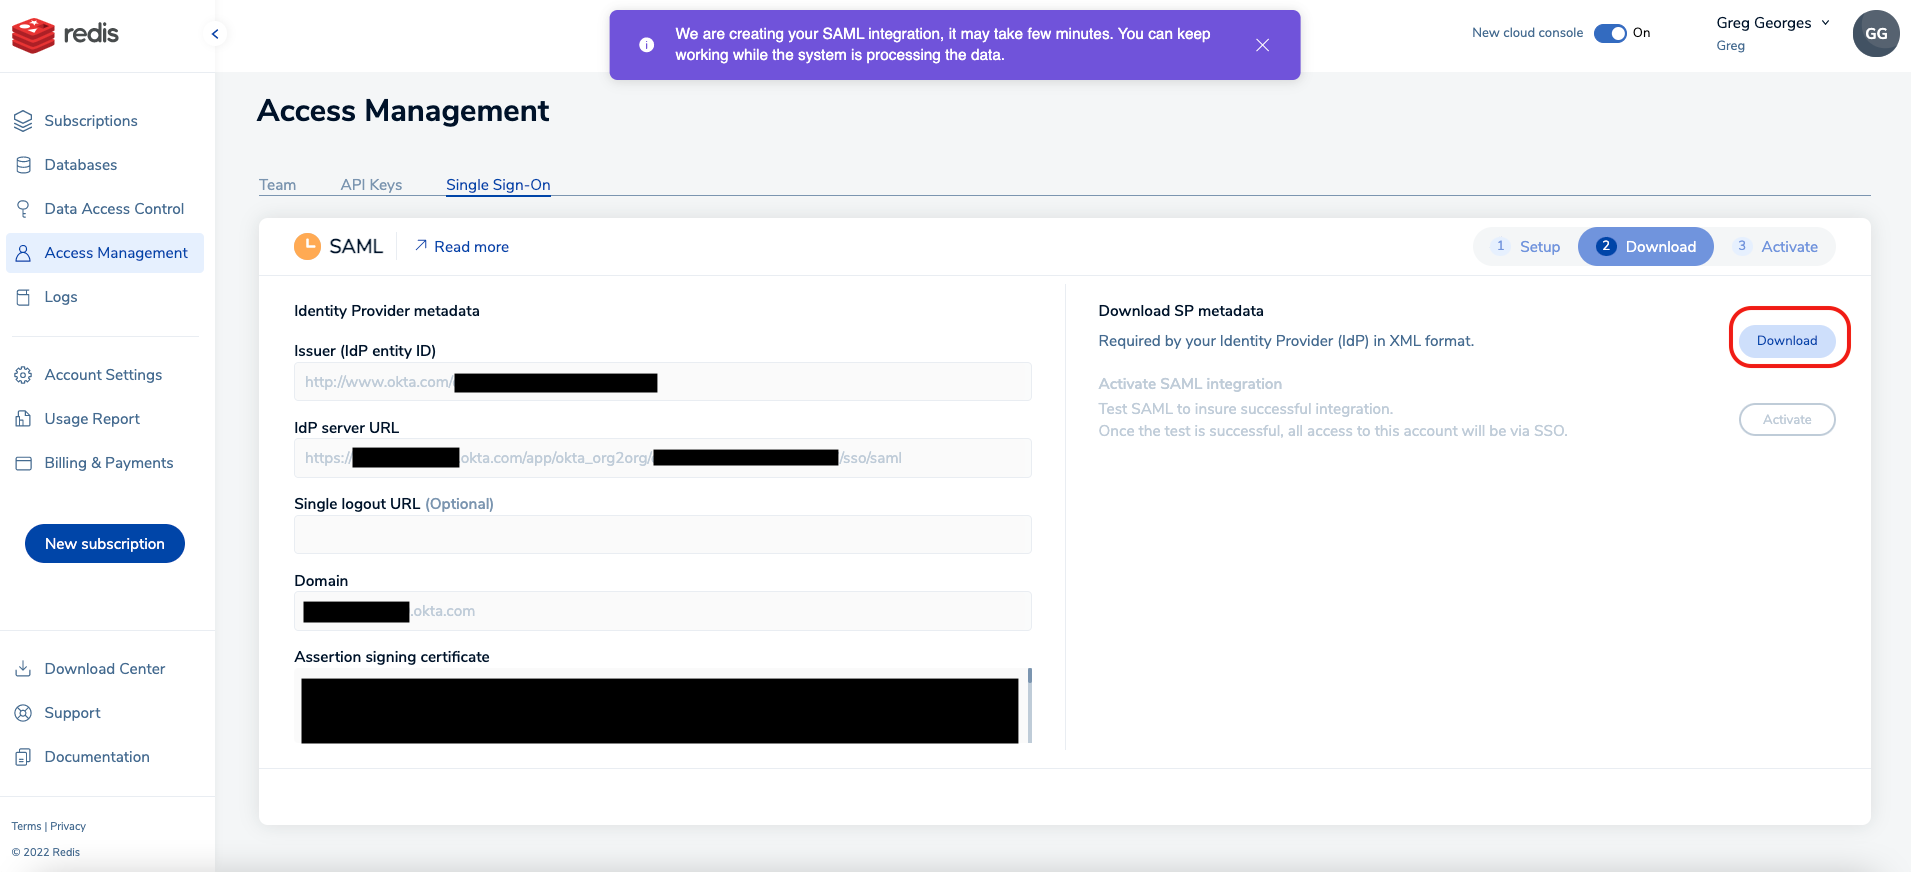 redis
We are creating your SAML integration, it may take few minutes. You can keep
working while the system is processing the data.
New cloud console
On
Greg Georges
Greg
GG
Subscriptions
Databases
Data Access Control
Access Management
Logs
Account Settings
Usage Report
Billing & Payments
New subscription
Download Center
Support
Documentation
Terms | Privacy
© 2022 Redis
Access Management
Team
API Keys
Single Sign-On
SAML
Read more
1 Setup
2 Download
3 Activate
Identity Provider metadata
Issuer (IdP entity ID)
http://www.okta.com/
IdP server URL
https:// okta.com/app/okta_org2org/ /sso/saml
Single logout URL (Optional)
Domain
.okta.com
Assertion signing certificate
Download SP metadata
Required by your Identity Provider (IdP) in XML format.
Download
Activate SAML integration
Test SAML to insure successful integration.
Once the test is successful, all access to this account will be via SSO.
Activate